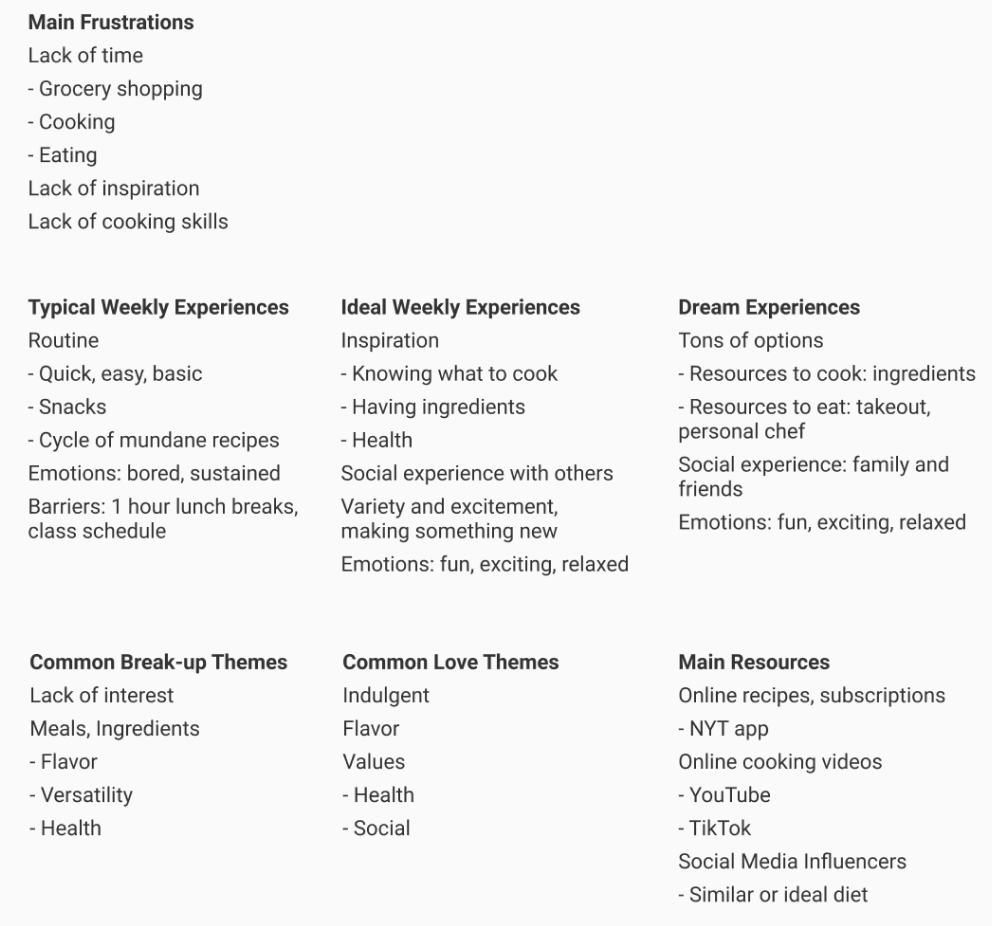 Main Frustrations
Lack of time
- Grocery shopping
- Cooking
- Eating
Lack of inspiration
Lack of cooking skills
Typical Weekly Experiences
Routine
- Quick, easy, basic
- Snacks
- Cycle of mundane recipes
Emotions: bored, sustained
Barriers: 1 hour lunch breaks,
class schedule
Ideal Weekly Experiences
Inspiration
- Knowing what to cook
- Having ingredients
- Health
Social experience with others
Variety and excitement,
making something new
Emotions: fun, exciting, relaxed
Dream Experiences
Tons of options
- Resources to cook: ingredients
- Resources to eat: takeout,
personal chef
Social experience: family and
friends
Emotions: fun, exciting, relaxed
Common Break-up Themes
Lack of interest
Meals, Ingredients
- Flavor
- Versatility
- Health
Common Love Themes
Indulgent
Flavor
Values
- Health
- Social
Main Resources
Online recipes, subscriptions
- NYT app
Online cooking videos
- YouTube
- TikTok
Social Media Influencers
- Similar or ideal diet